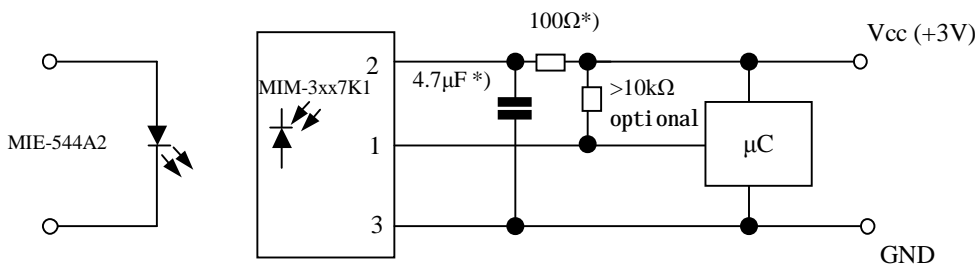 100Ω*)
Vcc (+3V)
2
4.7μF *)
MIM-3xx7K1
>10kΩ
optional
MIE-544A2
1
μC
3
GND